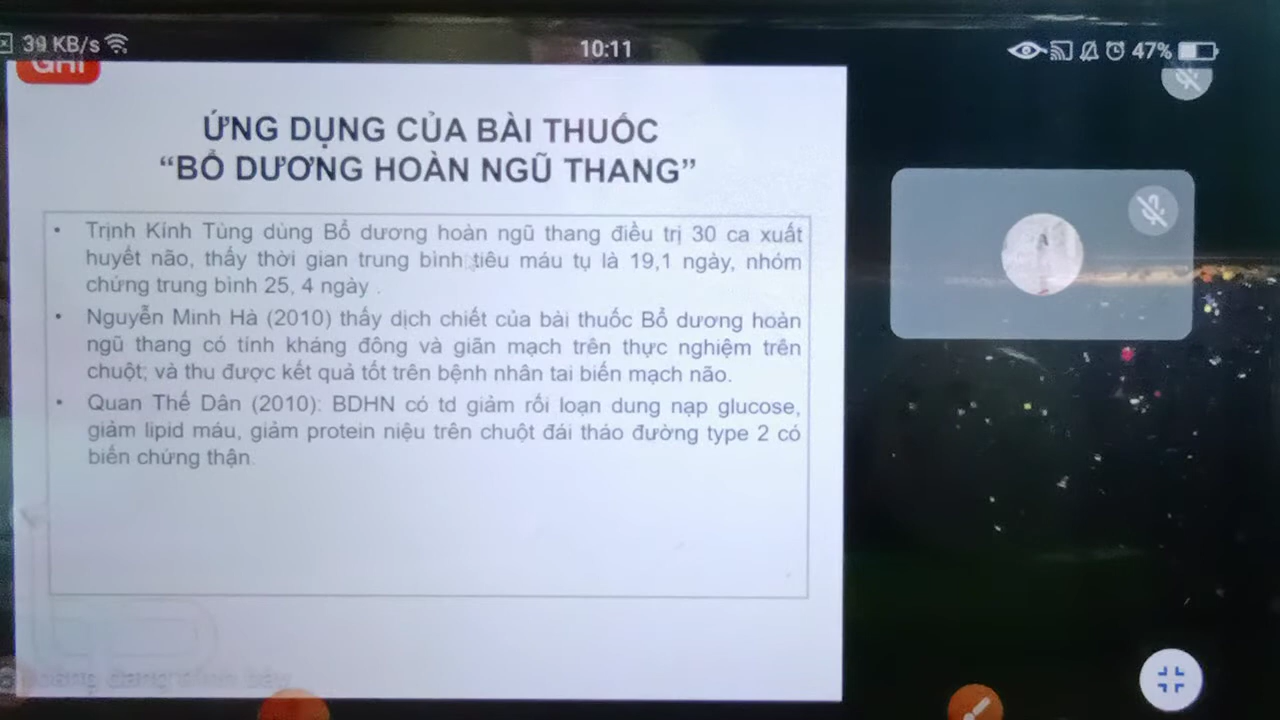 39 KB/s
10:11
47%
GHI
ỨNG DỤNG CỦA BÀI THUỐC
“BỔ DƯƠNG HOÀN NGŨ THANG”
• Trịnh Kính Tùng dùng Bổ dương hoàn ngũ thang điều trị 30 ca xuất
huyết não, thấy thời gian trung bình tiêu máu tụ là 19,1 ngày, nhóm
chứng trung bình 25, 4 ngày .
• Nguyễn Minh Hà (2010) thấy dịch chiết của bài thuốc Bổ dương hoàn
ngũ thang có tính kháng đông và giãn mạch trên thực nghiệm trên
chuột; và thu được kết quả tốt trên bệnh nhân tai biến mạch não.
• Quan Thế Dân (2010): BDHN có td giảm rối loạn dung nạp glucose,
giảm lipid máu, giảm protein niệu trên chuột đái tháo đường type 2 có
biến chứng thận.